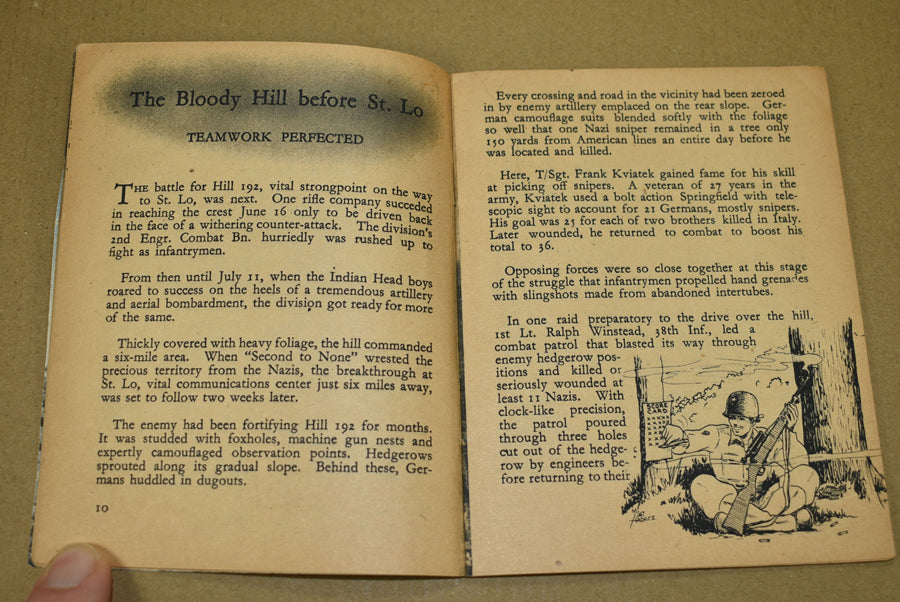 The Bloody Hill before St. Lo
TEAMWORK PERFECTED
THE battle for Hill 192, vital strongpoint on the way
to St. Lo, was next. One rifle company succeded
in reaching the crest June 16 only to be driven back
in the face of a withering counter-attack. The division's
2nd Engr. Combat Bn. hurriedly was rushed up to
fight as infantrymen.
From then until July 11, when the Indian Head boys
roared to success on the heels of a tremendous artillery
and aerial bombardment, the division got ready for more
of the same.
Thickly covered with heavy foliage, the hill commanded
a six-mile area. When "Second to None" wrested the
precious territory from the Nazis, the breakthrough at
St. Lo, vital communications center just six miles away,
was set to follow two weeks later.
The enemy had been fortifying Hill 192 for months.
It was studded with foxholes, machine gun nests and
expertly camouflaged observation points. Hedgerows
sprouted along its gradual slope. Behind these, Ger-
mans huddled in dugouts.
10
Every crossing and road in the vicinity had been zeroed
in by enemy artillery emplaced on the rear slope. Ger-
man camouflage suits blended softly with the foliage
so well that one Nazi sniper remained in a tree only
150 yards from American lines an entire day before he
was located and killed.
Here, T/Sgt. Frank Kviatek gained fame for his skill
at picking off snipers. A veteran of 27 years in the
army, Kviatek used a bolt action Springfield with tele-
scopic sight to account for 21 Germans, mostly snipers.
His goal was 25 for each of two brothers killed in Italy.
Later wounded, he returned to combat to boost his
total to 36.
Opposing forces were so close together at this stage
of the struggle that infantrymen propelled hand grenades
with slingshots made from abandoned intertubes.
In one raid preparatory to the drive over the hill,
1st Lt. Ralph Winstead, 38th Inf., led a
combat patrol that blasted its way through
enemy hedgerow pos-
itions and killed or
seriously wounded at
least 11 Nazis. With
clock-like precision,
the patrol poured
through three holes
cut out of the hedge-
row by engineers be-
fore returning to their
SCORE
CARD